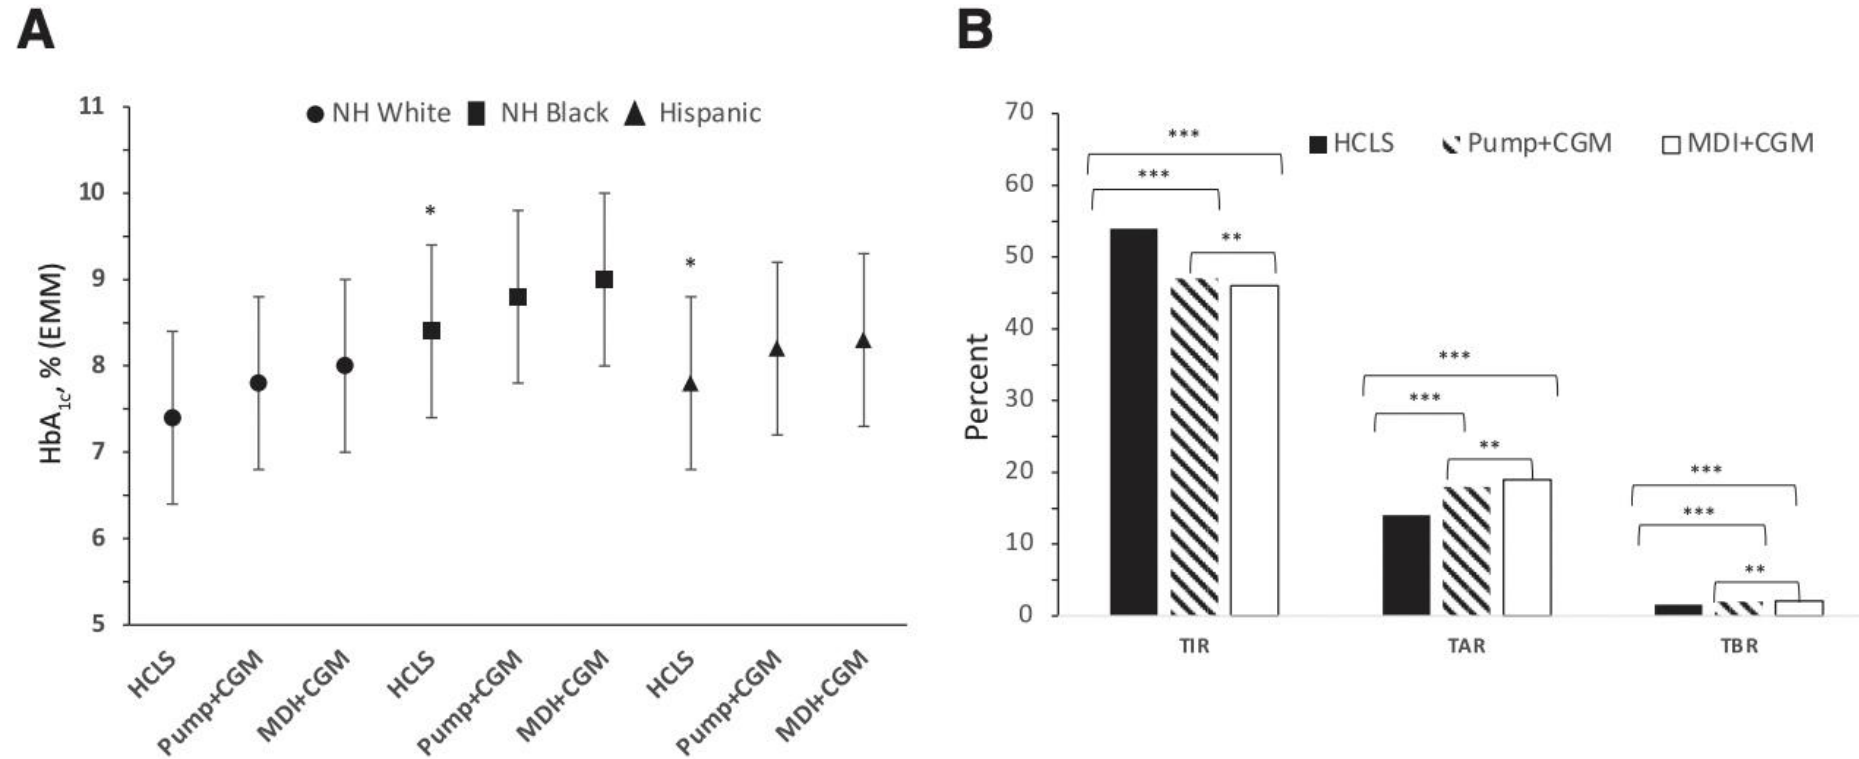 A
B
● NH White ■ NH Black ▲ Hispanic
HbA1c, % (EMM)
11
10
9
8
7
6
5
*
*
HCLS
Pump+CGM
MDI+CGM
HCLS
Pump+CGM
MDI+CGM
HCLS
Pump+CGM
MDI+CGM
HCLS Pump+CGM MDI+CGM
Percent
70
60
50
40
30
20
10
0
***
***
**
***
***
**
***
***
**
TIR TAR TBR